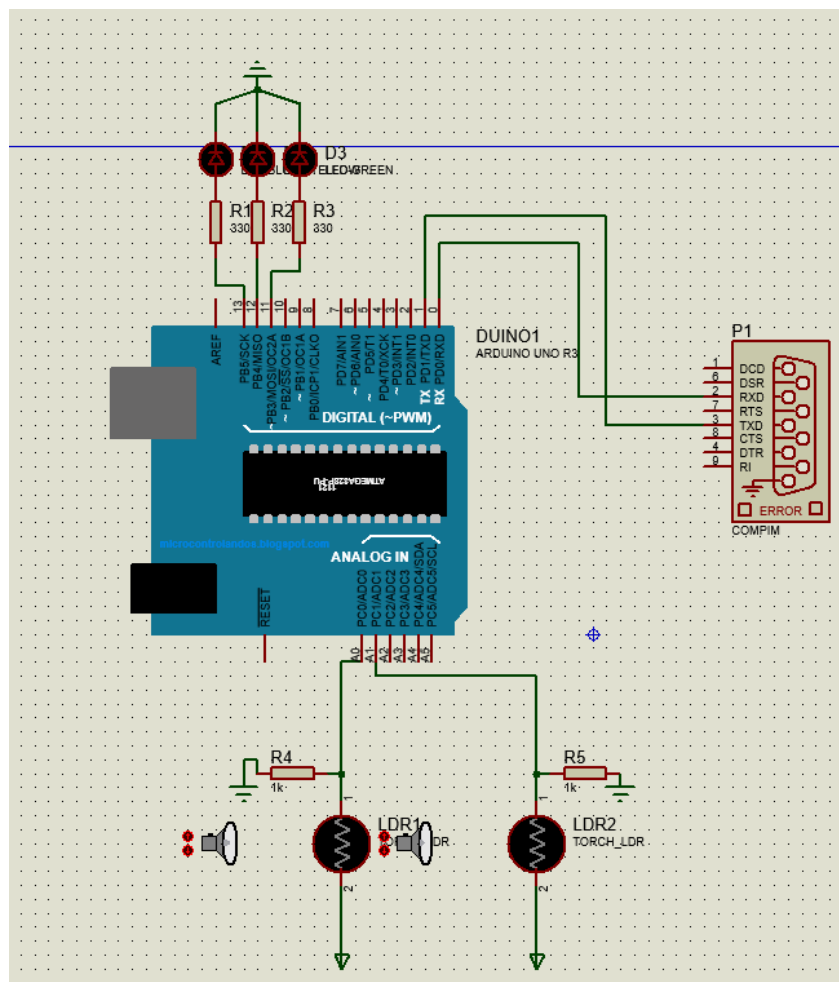 D3
LED-GREEN
R1
330
R2
330
R3
330
13
12
11
10
9
8
7
6
5
4
3
2
1
0
AREF
PB5/SCK
PB4/MISO
~PB3/MOSI/OC2A
~ PB2/SS/OC1B
~ PB1/OC1A
PB0/ICP1/CLKO
PD7/AIN1
~ PD6/AIN0
~ PD5/T1
PD4/T0/XCK
~ PD3/INT1
PD2/INT0
TX PD1/TXD
RX PD0/RXD
DIGITAL (~PWM)
DUINO1
ARDUINO UNO R3
P1
1 DCD
6 DSR
2 RXD
7 RTS
3 TXD
8 CTS
4 DTR
9 RI
ERROR
COMPIM
ATMEGA328P-PU
1121
microcontrolandos.blogspot.com
ANALOG IN
RESET
PC0/ADC0
PC1/ADC1
PC2/ADC2
PC3/ADC3
PC4/ADC4/SDA
PC5/ADC5/SCL
A0
A1
A2
A3
A4
A5
R4
1k
R5
1k
1
LDR1
2
1
LDR2
TORCH_LDR
2